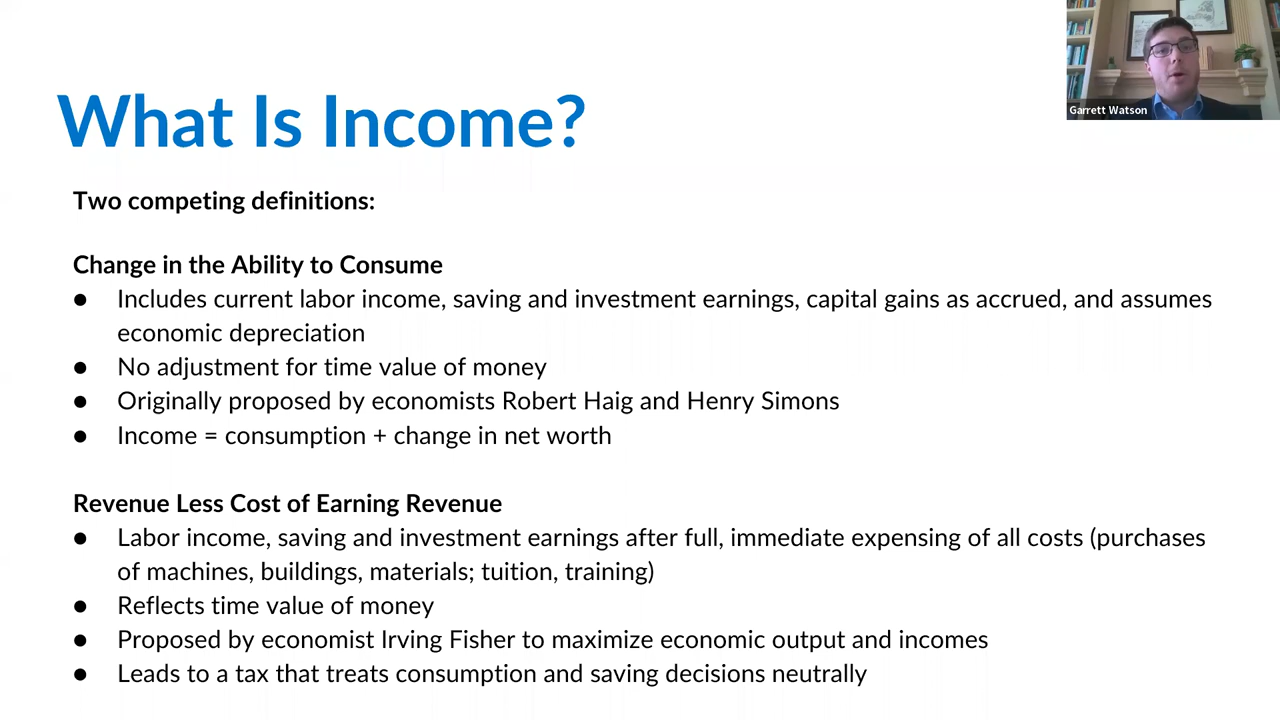 Garrett Watson
What Is Income?
Two competing definitions:
Change in the Ability to Consume
● Includes current labor income, saving and investment earnings, capital gains as accrued, and assumes
economic depreciation
● No adjustment for time value of money
● Originally proposed by economists Robert Haig and Henry Simons
● Income = consumption + change in net worth
Revenue Less Cost of Earning Revenue
● Labor income, saving and investment earnings after full, immediate expensing of all costs (purchases
of machines, buildings, materials; tuition, training)
● Reflects time value of money
● Proposed by economist Irving Fisher to maximize economic output and incomes
● Leads to a tax that treats consumption and saving decisions neutrally